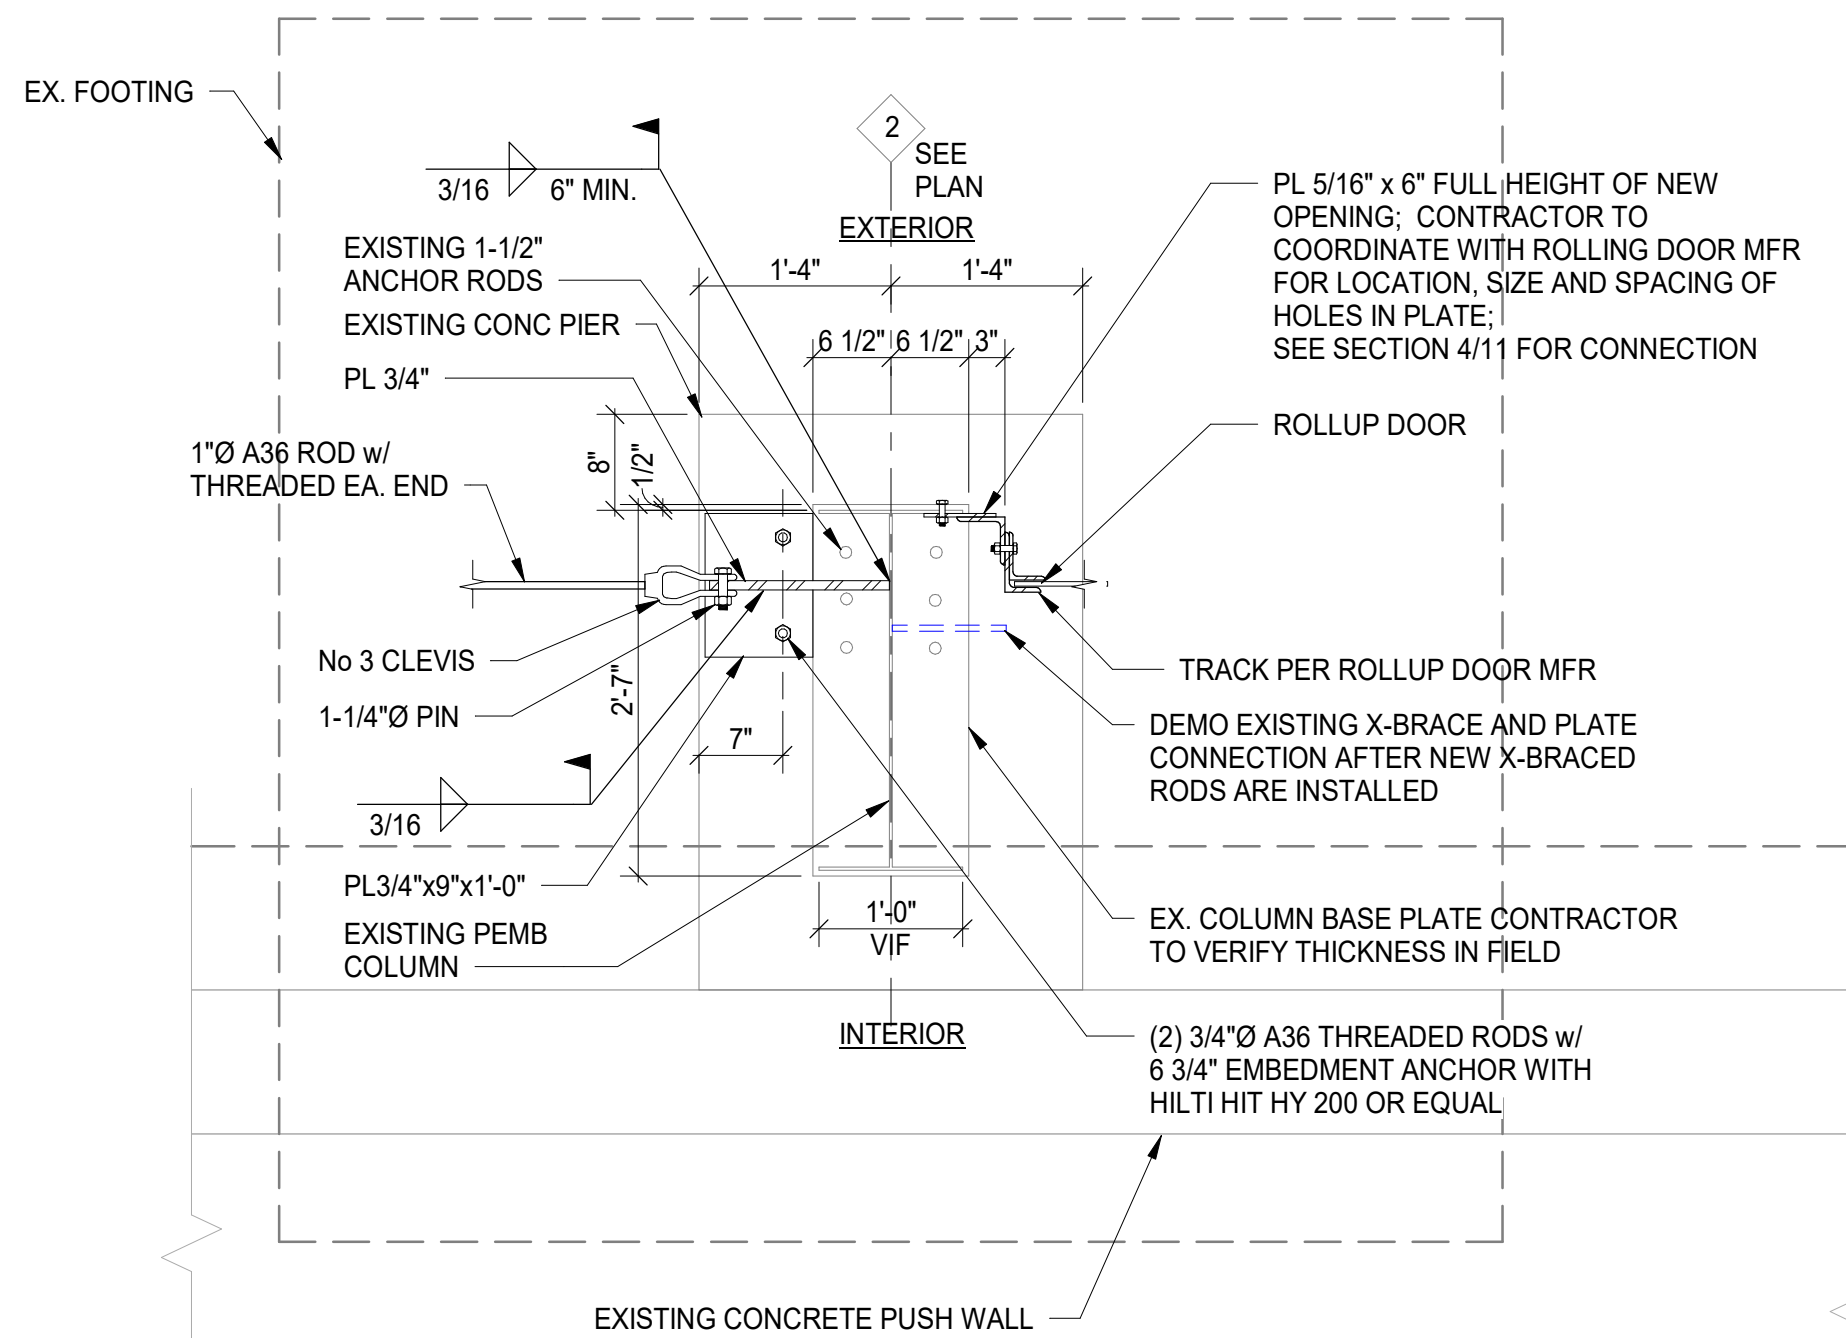 EX. FOOTING
2
SEE
PLAN
3/16
6" MIN.
EXTERIOR
PL 5/16" x 6" FULL HEIGHT OF NEW
OPENING; CONTRACTOR TO
COORDINATE WITH ROLLING DOOR MFR
FOR LOCATION, SIZE AND SPACING OF
HOLES IN PLATE;
SEE SECTION 4/11 FOR CONNECTION
EXISTING 1-1/2"
ANCHOR RODS
1'-4"
1'-4"
EXISTING CONC PIER
6 1/2"
6 1/2"
3"
PL 3/4"
ROLLUP DOOR
1"Ø A36 ROD w/
THREADED EA. END
8"
1/2"
No 3 CLEVIS
TRACK PER ROLLUP DOOR MFR
2'-7"
1-1/4"Ø PIN
7"
DEMO EXISTING X-BRACE AND PLATE
CONNECTION AFTER NEW X-BRACED
RODS ARE INSTALLED
3/16
PL3/4"x9"x1'-0"
1'-0"
VIF
EX. COLUMN BASE PLATE CONTRACTOR
TO VERIFY THICKNESS IN FIELD
EXISTING PEMB
COLUMN
INTERIOR
(2) 3/4"Ø A36 THREADED RODS w/
6 3/4" EMBEDMENT ANCHOR WITH
HILTI HIT HY 200 OR EQUAL
EXISTING CONCRETE PUSH WALL